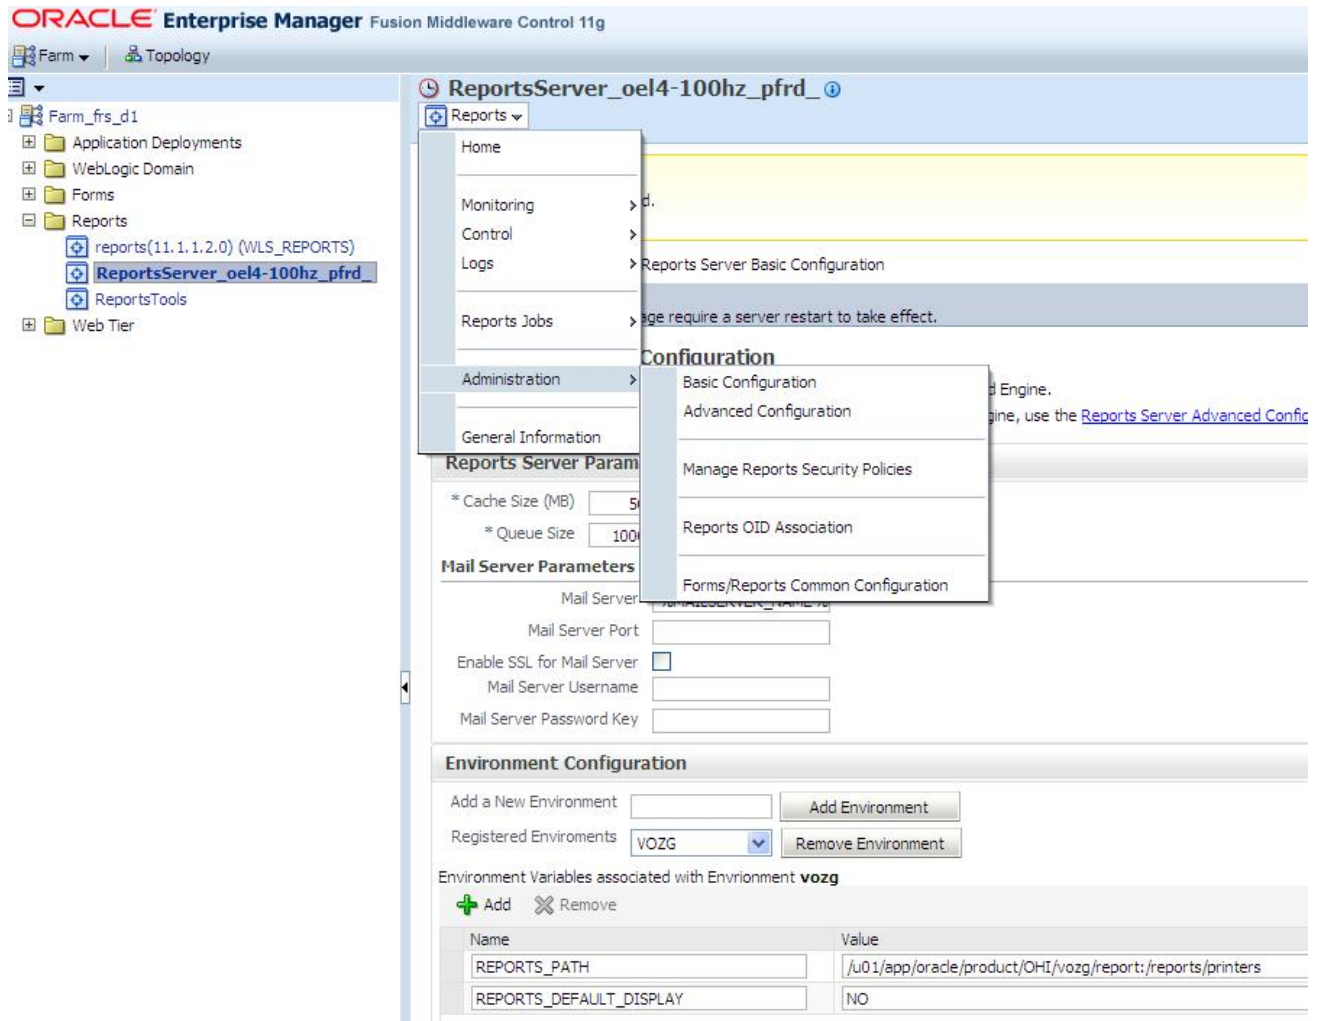 ORACLE Enterprise Manager Fusion Middleware Control 11g
Farm
Topology
ReportsServer_oel4-100hz_pfrd_
Reports
Farm_frs_d1
Application Deployments
WebLogic Domain
Forms
Reports
reports(11.1.1.2.0) (WLS_REPORTS)
ReportsServer_oel4-100hz_pfrd_
ReportsTools
Web Tier
Home
Monitoring
d.
Control
Logs
Reports Server Basic Configuration
Reports Jobs
age require a server restart to take effect.
Configuration
Administration
Basic Configuration
d Engine.
Advanced Configuration
gine, use the Reports Server Advanced Config
General Information
Reports Server Param
Manage Reports Security Policies
* Cache Size (MB)
* Queue Size
100
Reports OID Association
Mail Server Parameters
Forms/Reports Common Configuration
Mail Server
%MAILSERVER_NAME%
Mail Server Port
Enable SSL for Mail Server
Mail Server Username
Mail Server Password Key
Environment Configuration
Add a New Environment
Add Environment
Registered Enviroments
VOZG
Remove Environment
Environment Variables associated with Envrionment vozg
Add
Remove
Name
Value
REPORTS_PATH
/u01/app/oracle/product/OHI/vozg/report:/reports/printers
REPORTS_DEFAULT_DISPLAY
NO